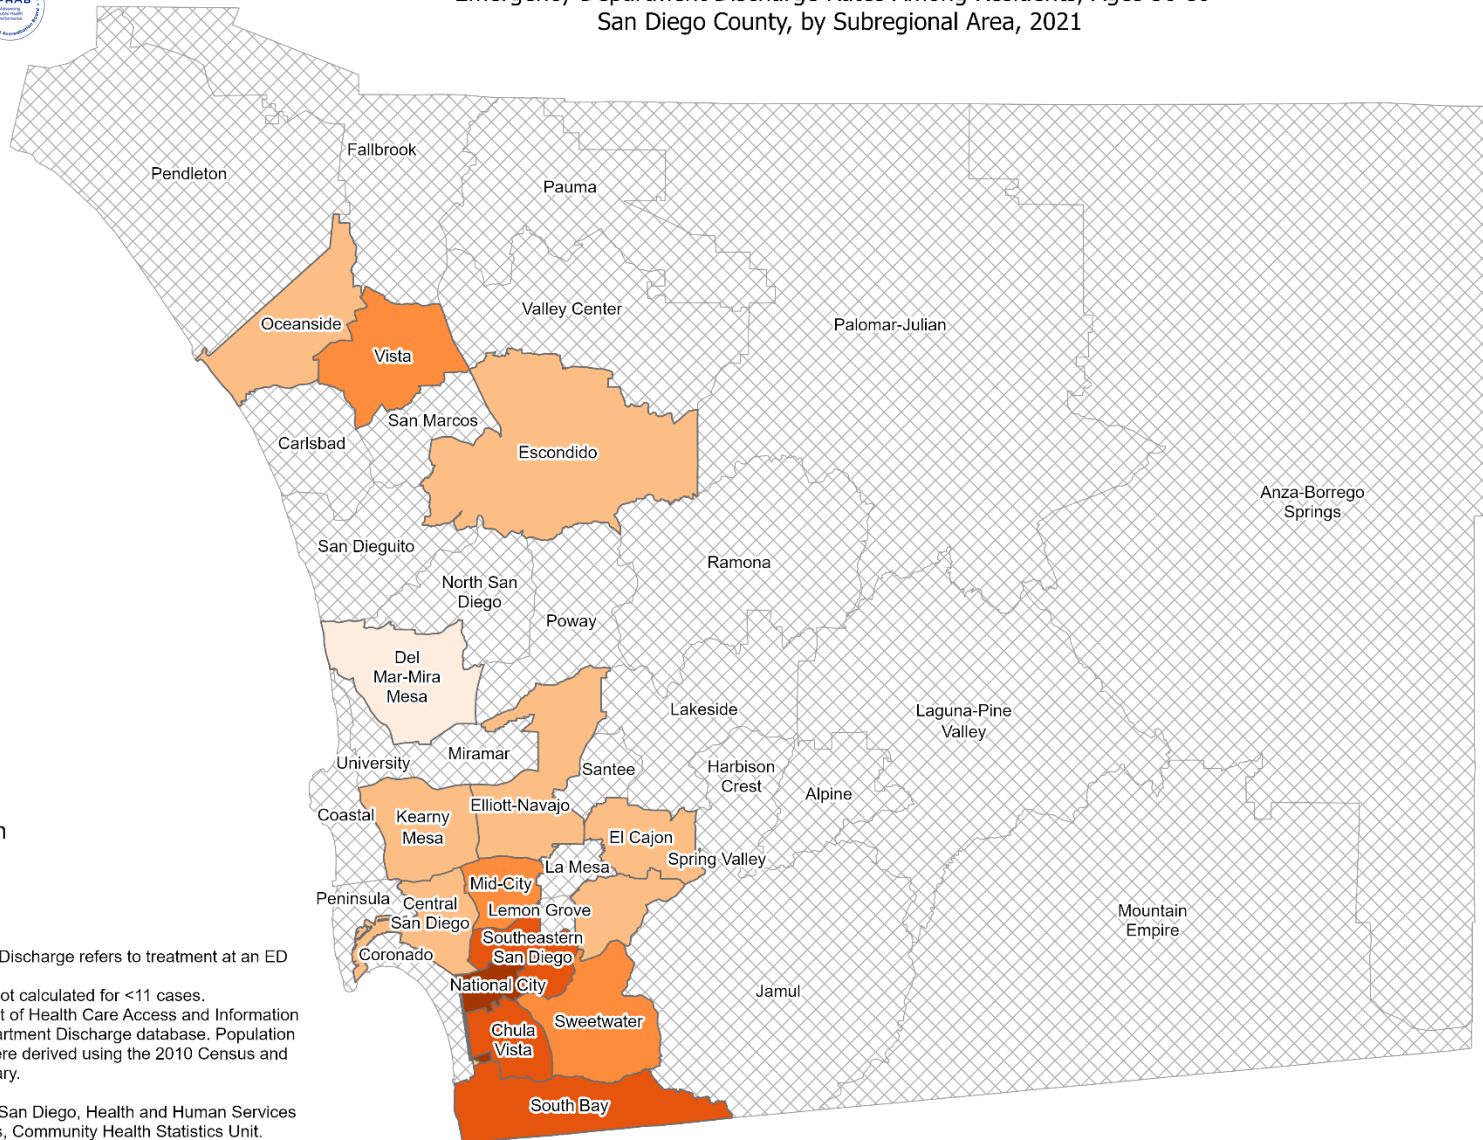 San Diego County, by Subregional Area, 2021
Fallbrook
Pendleton
Pauma
Valley Center
Oceanside
Palomar-Julian
Vista
San Marcos
Carlsbad
Escondido
Anza-Borrego
Springs
San Dieguito
Ramona
North San
Diego
Poway
Del
Mar-Mira
Mesa
Lakeside
Laguna-Pine
Valley
Miramar
University
Santee
Harbison
Crest
Alpine
Elliott-Navajo
Coastal
Kearny
Mesa
El Cajon
Spring Valley
La Mesa
Mid-City
Peninsula
Central
San Diego
Lemon Grove
Mountain
Empire
Southeastern
San Diego
Coronado
National City
Jamul
Sweetwater
Chula
Vista
South Bay
Discharge refers to treatment at an ED
ot calculated for <11 cases.
t of Health Care Access and Information
artment Discharge database. Population
ere derived using the 2010 Census and
ary.
San Diego, Health and Human Services
s, Community Health Statistics Unit.